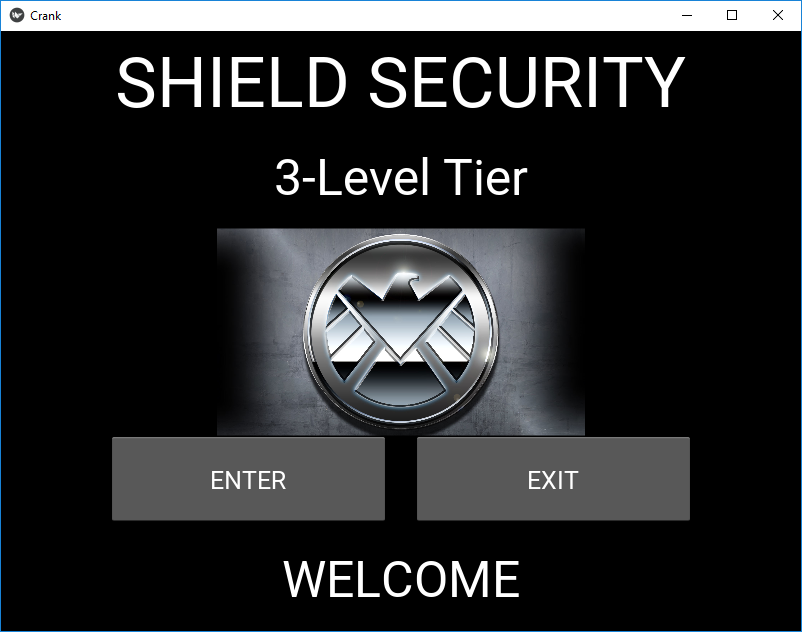 Crank
SHIELD SECURITY
3-Level Tier
ENTER
EXIT
WELCOME